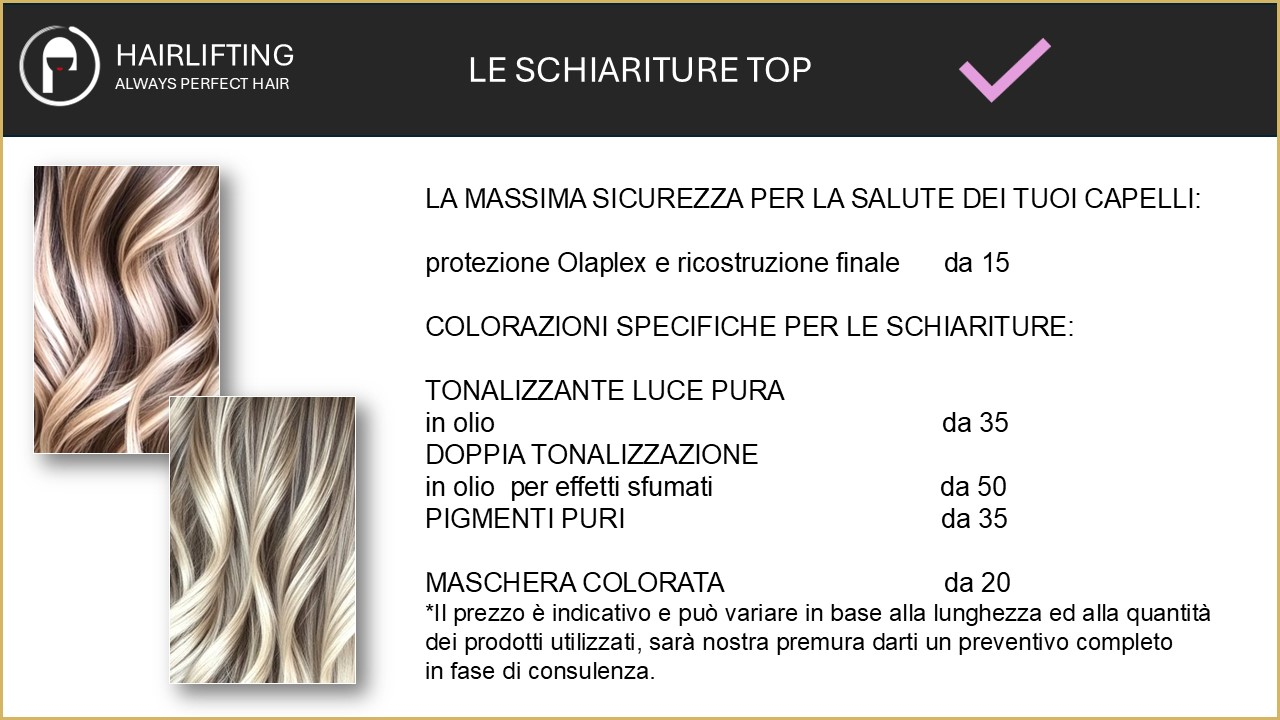 HAIRLIFTING
ALWAYS PERFECT HAIR
LE SCHIARITURE TOP
LA MASSIMA SICUREZZA PER LA SALUTE DEI TUOI CAPELLI:
protezione Olaplex e ricostruzione finale da 15
COLORAZIONI SPECIFICHE PER LE SCHIARITURE:
TONALIZZANTE LUCE PURA
in olio da 35
DOPPIA TONALIZZAZIONE
in olio per effetti sfumati da 50
PIGMENTI PURI da 35
MASCHERA COLORATA da 20
*Il prezzo è indicativo e può variare in base alla lunghezza ed alla quantità
dei prodotti utilizzati, sarà nostra premura darti un preventivo completo
in fase di consulenza.